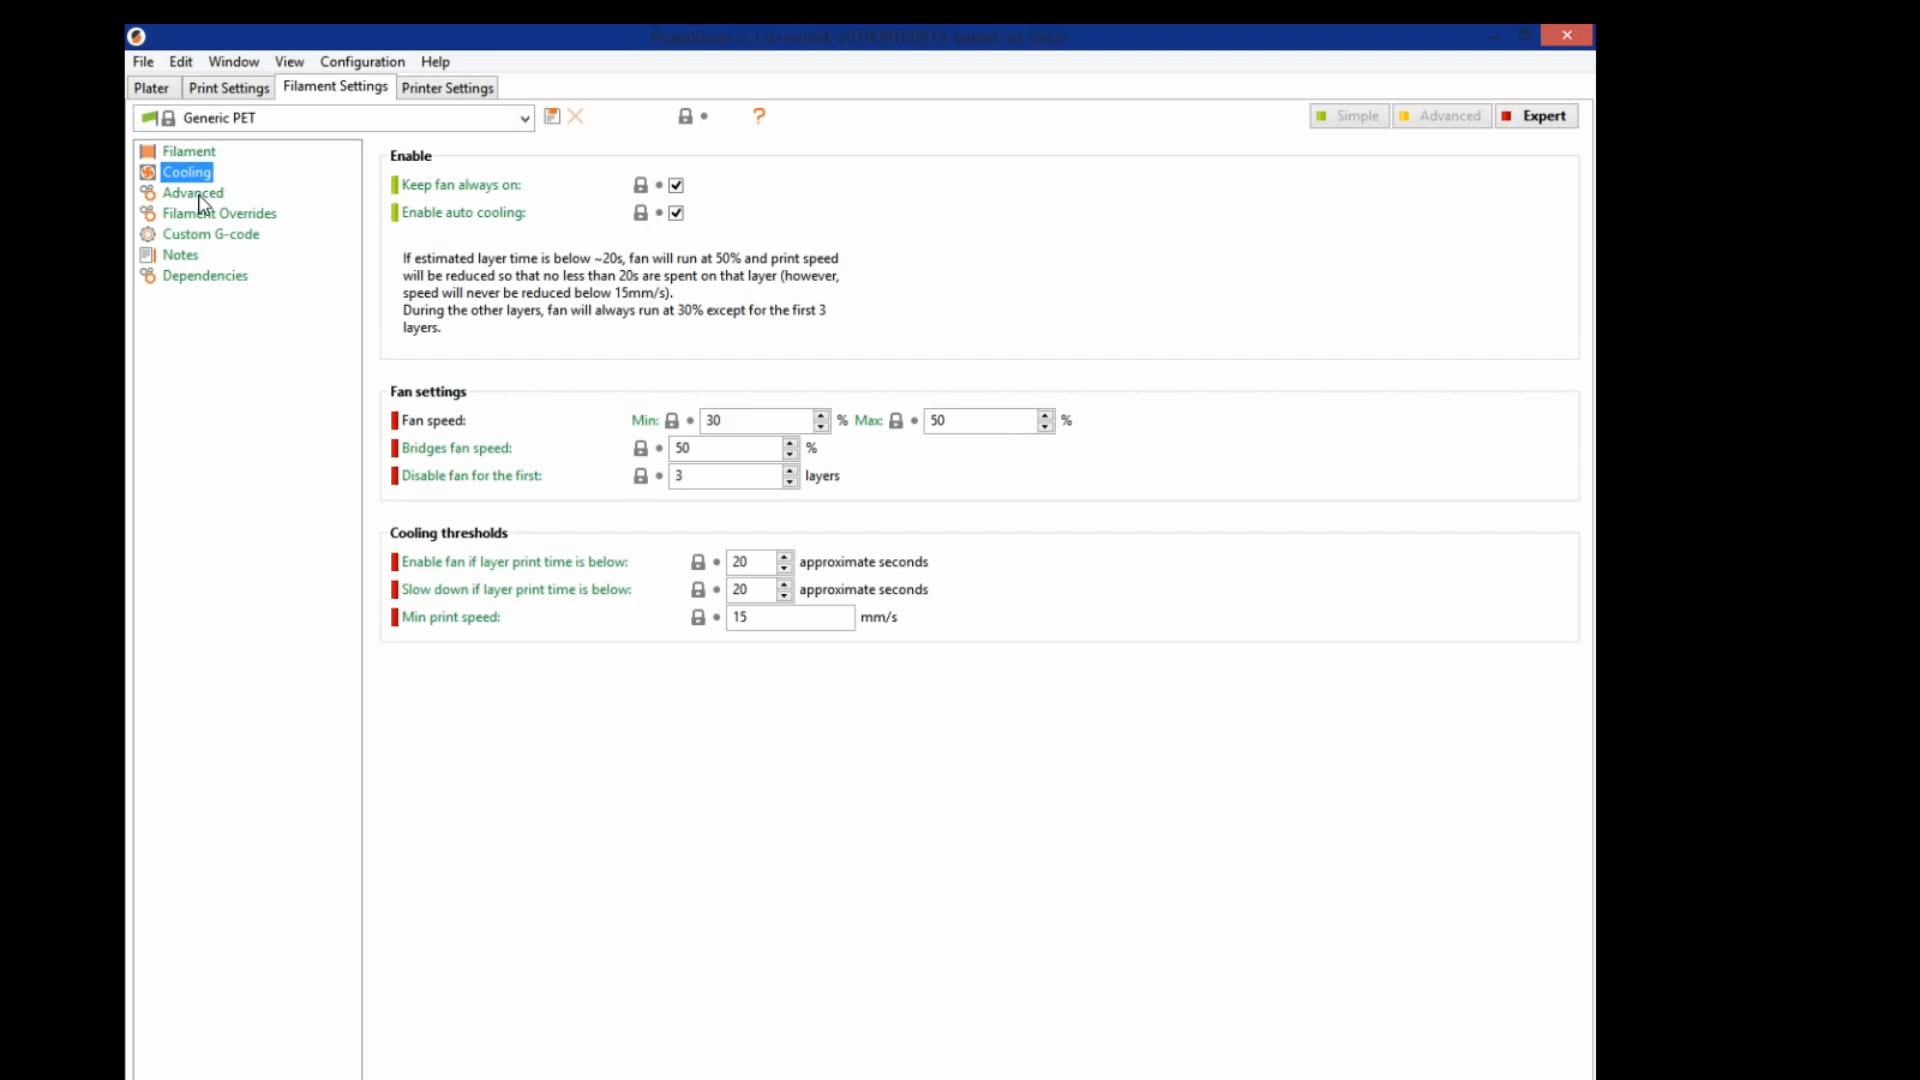 File Edit Window View Configuration Help
Plater Print Settings Filament Settings Printer Settings
Generic PET ? Simple Advanced Expert
Filament
Cooling
Advanced
Filament Overrides
Custom G-code
Notes
Dependencies
Enable
Keep fan always on:
Enable auto cooling:
If estimated layer time is below ~20s, fan will run at 50% and print speed
will be reduced so that no less than 20s are spent on that layer (however,
speed will never be reduced below 15mm/s).
During the other layers, fan will always run at 30% except for the first 3
layers.
Fan settings
Fan speed: Min: 30 % Max: 50 %
Bridges fan speed: 50 %
Disable fan for the first: 3 layers
Cooling thresholds
Enable fan if layer print time is below: 20 approximate seconds
Slow down if layer print time is below: 20 approximate seconds
Min print speed: 15 mm/s